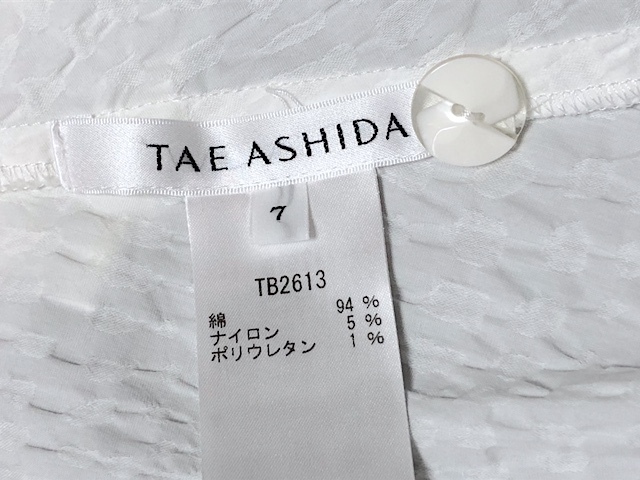 TAE ASHIDA
7
TB2613
綿 94 %
ナイロン 5 %
ポリウレタン 1 %